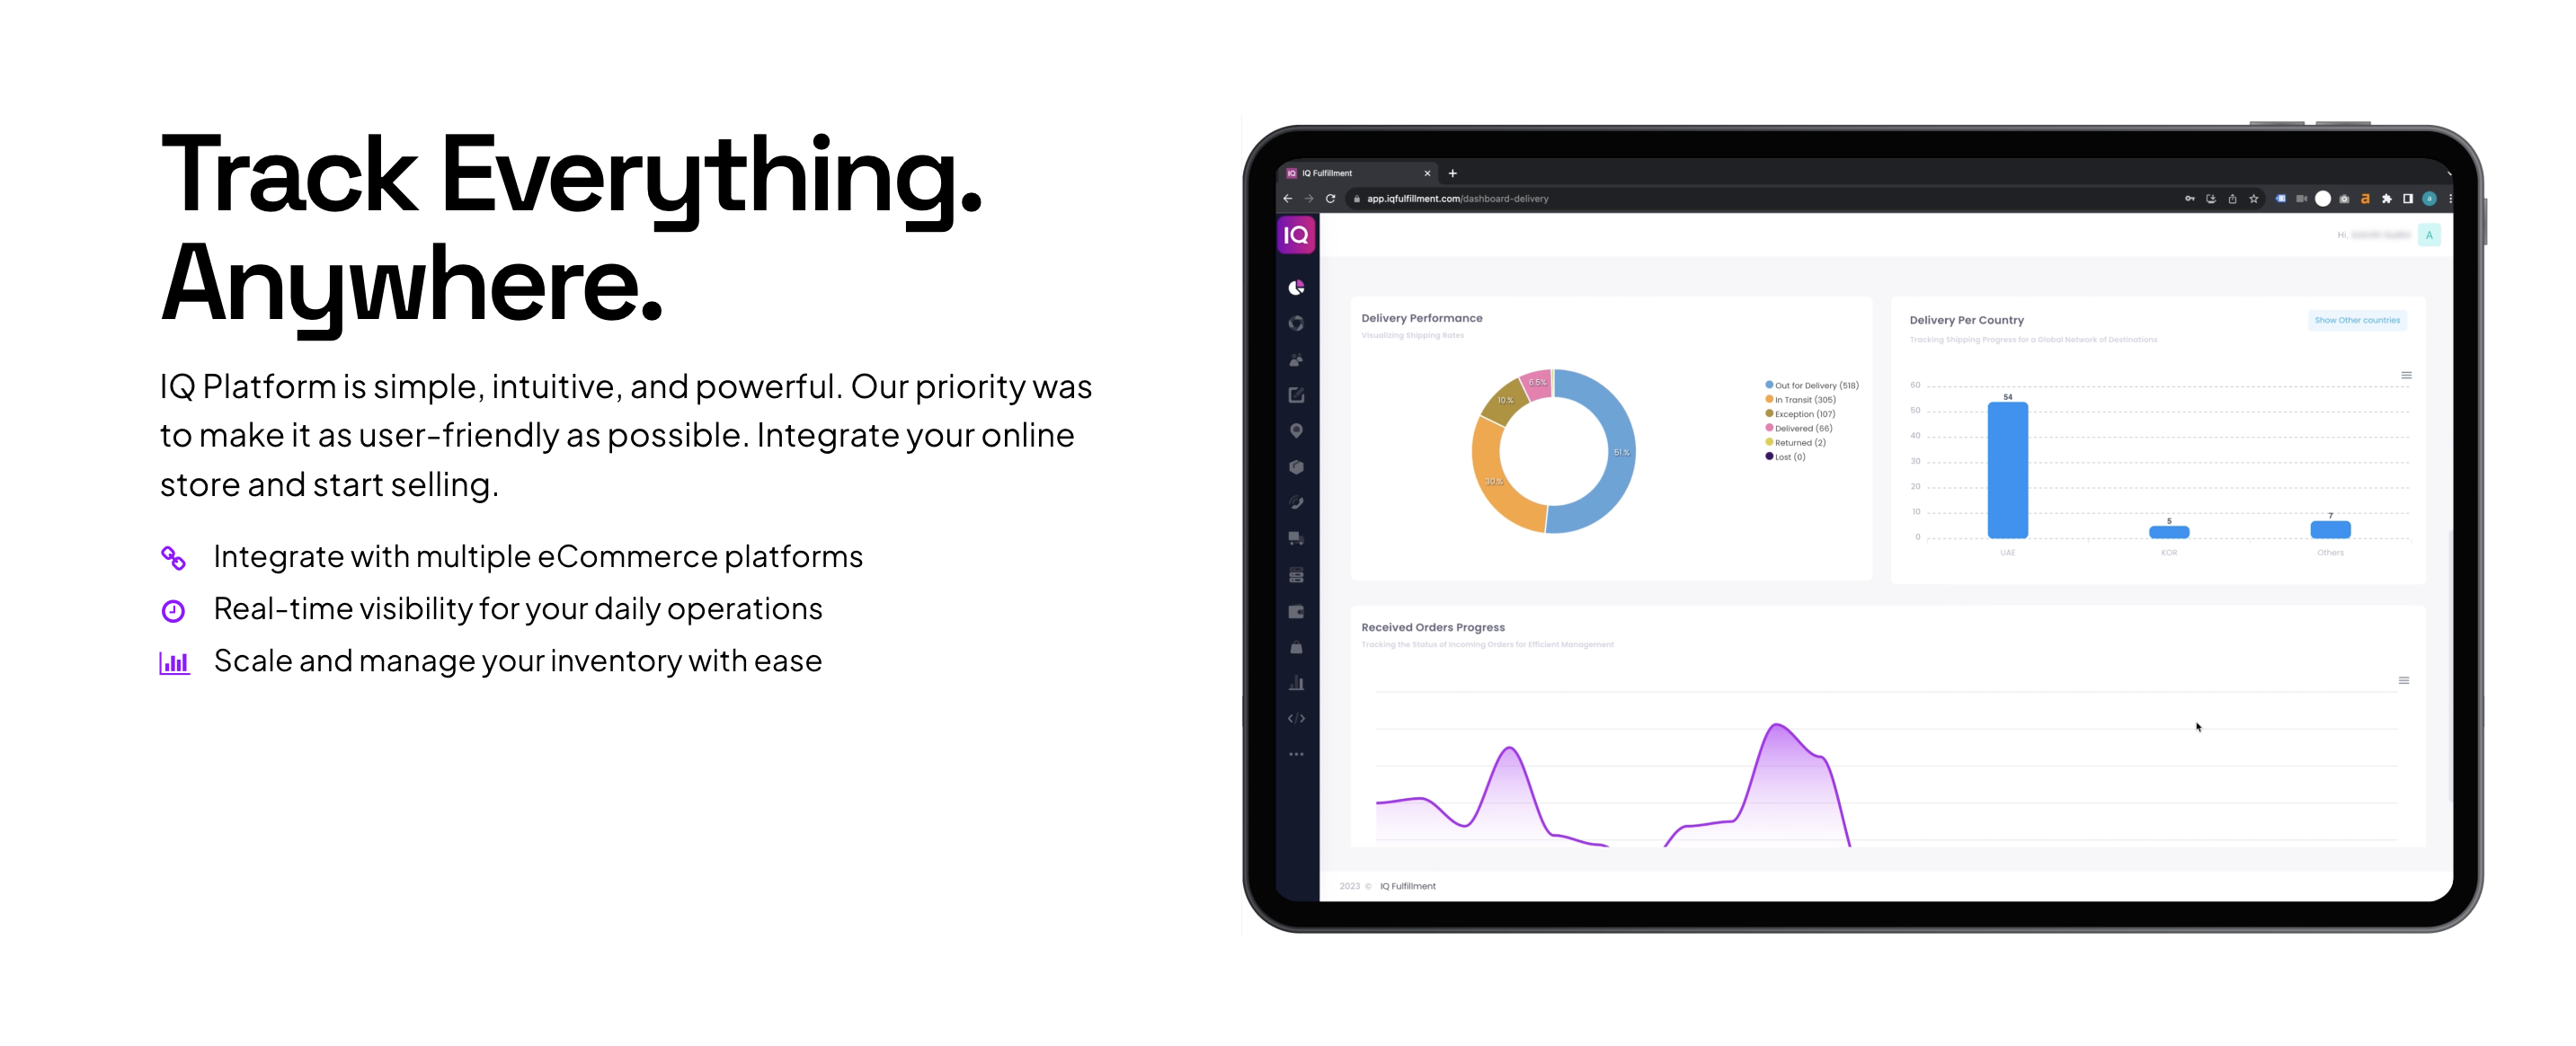 Track Everything.
Anywhere.
IQ Platform is simple, intuitive, and powerful. Our priority was
to make it as user-friendly as possible. Integrate your online
store and start selling.
Integrate with multiple eCommerce platforms
Real-time visibility for your daily operations
Scale and manage your inventory with ease
IQ IQ Fulfillment
app.iqfulfillment.com/dashboard-delivery
a a
IQ
Hi,
A
Delivery Performance
Visualizing Shipping Rates
6.5%
10.%
51.%
30.%
Out for Delivery (518)
In Transit (305)
Exception (107)
Delivered (66)
Returned (2)
Lost (0)
Delivery Per Country
Show Other countries
Tracking Shipping Progress for a Global Network of Destinations
60
50
40
30
20
10
0
54
5
7
UAE KOR Others
Received Orders Progress
Tracking the Status of Incoming Orders for Efficient Management
2023 © IQ Fulfillment